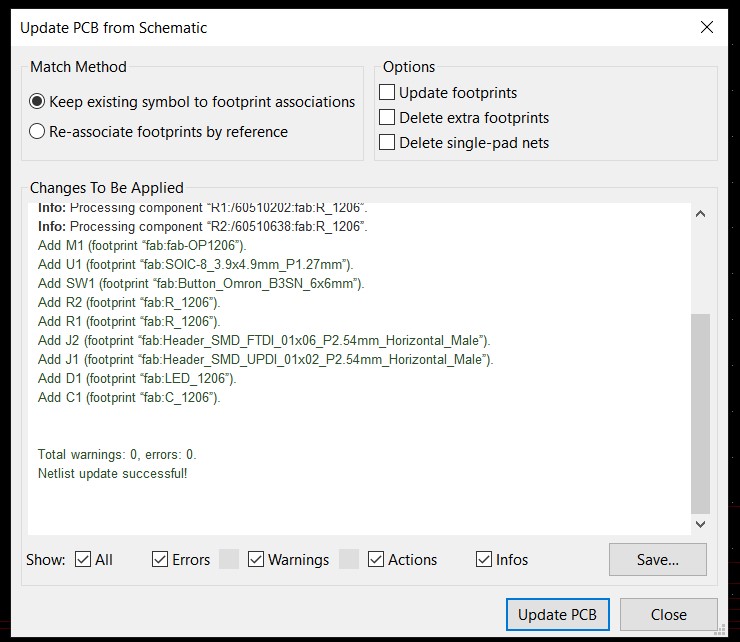 Update PCB from Schematic
Match Method
Keep existing symbol to footprint associations
Re-associate footprints by reference
Options
Update footprints
Delete extra footprints
Delete single-pad nets
Changes To Be Applied
Info: Processing component “R1:/60510202:fab:R_1206”.
Info: Processing component “R2:/60510638:fab:R_1206”.
Add M1 (footprint “fab:fab-OP1206”).
Add U1 (footprint “fab:SOIC-8_3.9x4.9mm_P1.27mm”).
Add SW1 (footprint “fab:Button_Omron_B3SN_6x6mm”).
Add R2 (footprint “fab:R_1206”).
Add R1 (footprint “fab:R_1206”).
Add J2 (footprint “fab:Header_SMD_FTDI_01x06_P2.54mm_Horizontal_Male”).
Add J1 (footprint “fab:Header_SMD_UPDI_01x02_P2.54mm_Horizontal_Male”).
Add D1 (footprint “fab:LED_1206”).
Add C1 (footprint “fab:C_1206”).
Total warnings: 0, errors: 0.
Netlist update successful!
Show: All Errors Warnings Actions Infos Save...
Update PCB Close